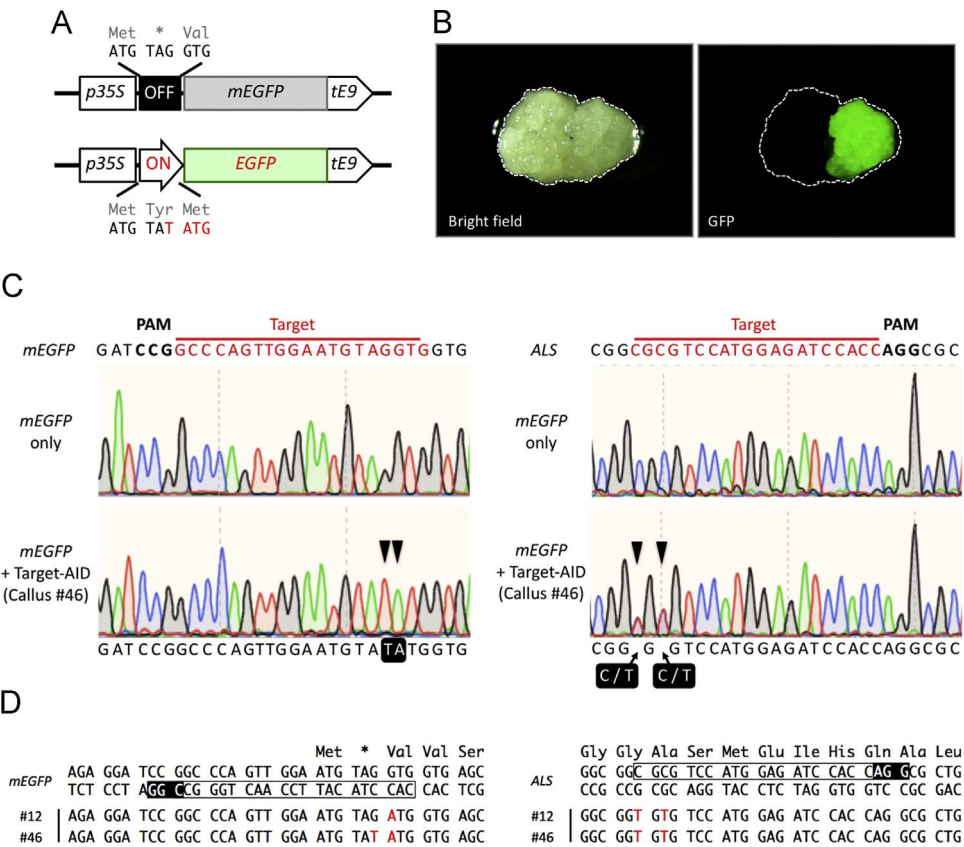 A
Met * Val
ATG TAG GTG
p35S OFF mEGFP tE9
p35S ON EGFP tE9
Met Tyr Met
ATG TAT ATG
B
Bright field
GFP
C
PAM Target
mEGFP GATCCGGCCCAGTTGGAATGTAGGTGGTG
mEGFP
only
mEGFP
+ Target-AID
(Callus #46)
GATCCGGCCCAGTTGGAATGTATATGGTG
Target PAM
ALS CGGCGCGTCCATGGAGATCCACCAGGCGC
mEGFP
only
mEGFP
+ Target-AID
(Callus #46)
CGG G GTCCATGGAGATCCACCAGGCGC
C/T C/T
D
Met * Val Val Ser
mEGFP AGA GGA TCC GGC CCA GTT GGA ATG TAG GTG GTG AGC
TCT CCT AGG CCG GGT CAA CCT TAC ATC CAC CAC TCG
#12 AGA GGA TCC GGC CCA GTT GGA ATG TAG ATG GTG AGC
#46 AGA GGA TCC GGC CCA GTT GGA ATG TAT ATG GTG AGC
Gly Gly Ala Ser Met Glu Ile His Gln Ala Leu
ALS GGC GGC GCG TCC ATG GAG ATC CAC CAG GCG CTG
CCG CCG CGC AGG TAC CTC TAG GTG GTC CGC GAC
#12 GGC GGT GTG TCC ATG GAG ATC CAC CAG GCG CTG
#46 GGC GGT GTG TCC ATG GAG ATC CAC CAG GCG CTG